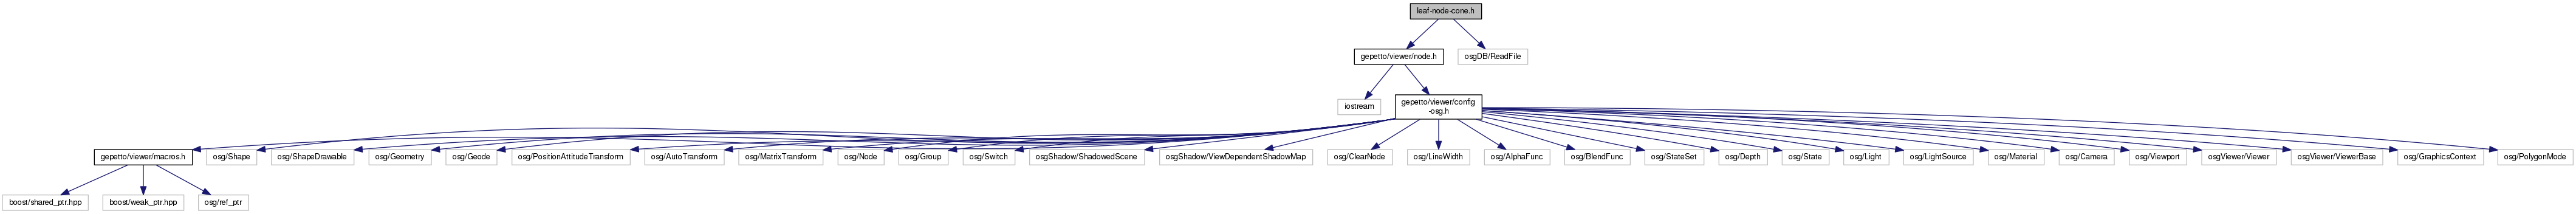 leaf-node-cone.h
gepetto/viewer/node.h
osgDB/ReadFile
iostream
gepetto/viewer/config
-osg.h
gepetto/viewer/macros.h
osg/Shape
osg/ShapeDrawable
osg/Geometry
osg/Geode
osg/PositionAttitudeTransform
osg/AutoTransform
osg/MatrixTransform
osg/Node
osg/Group
osg/Switch
osgShadow/ShadowedScene
osgShadow/ViewDependentShadowMap
osg/ClearNode
osg/LineWidth
osg/AlphaFunc
osg/BlendFunc
osg/StateSet
osg/Depth
osg/State
osg/Light
osg/LightSource
osg/Material
osg/Camera
osg/Viewport
osgViewer/Viewer
osgViewer/ViewerBase
osg/GraphicsContext
osg/PolygonMode
boost/shared_ptr.hpp
boost/weak_ptr.hpp
osg/ref_ptr